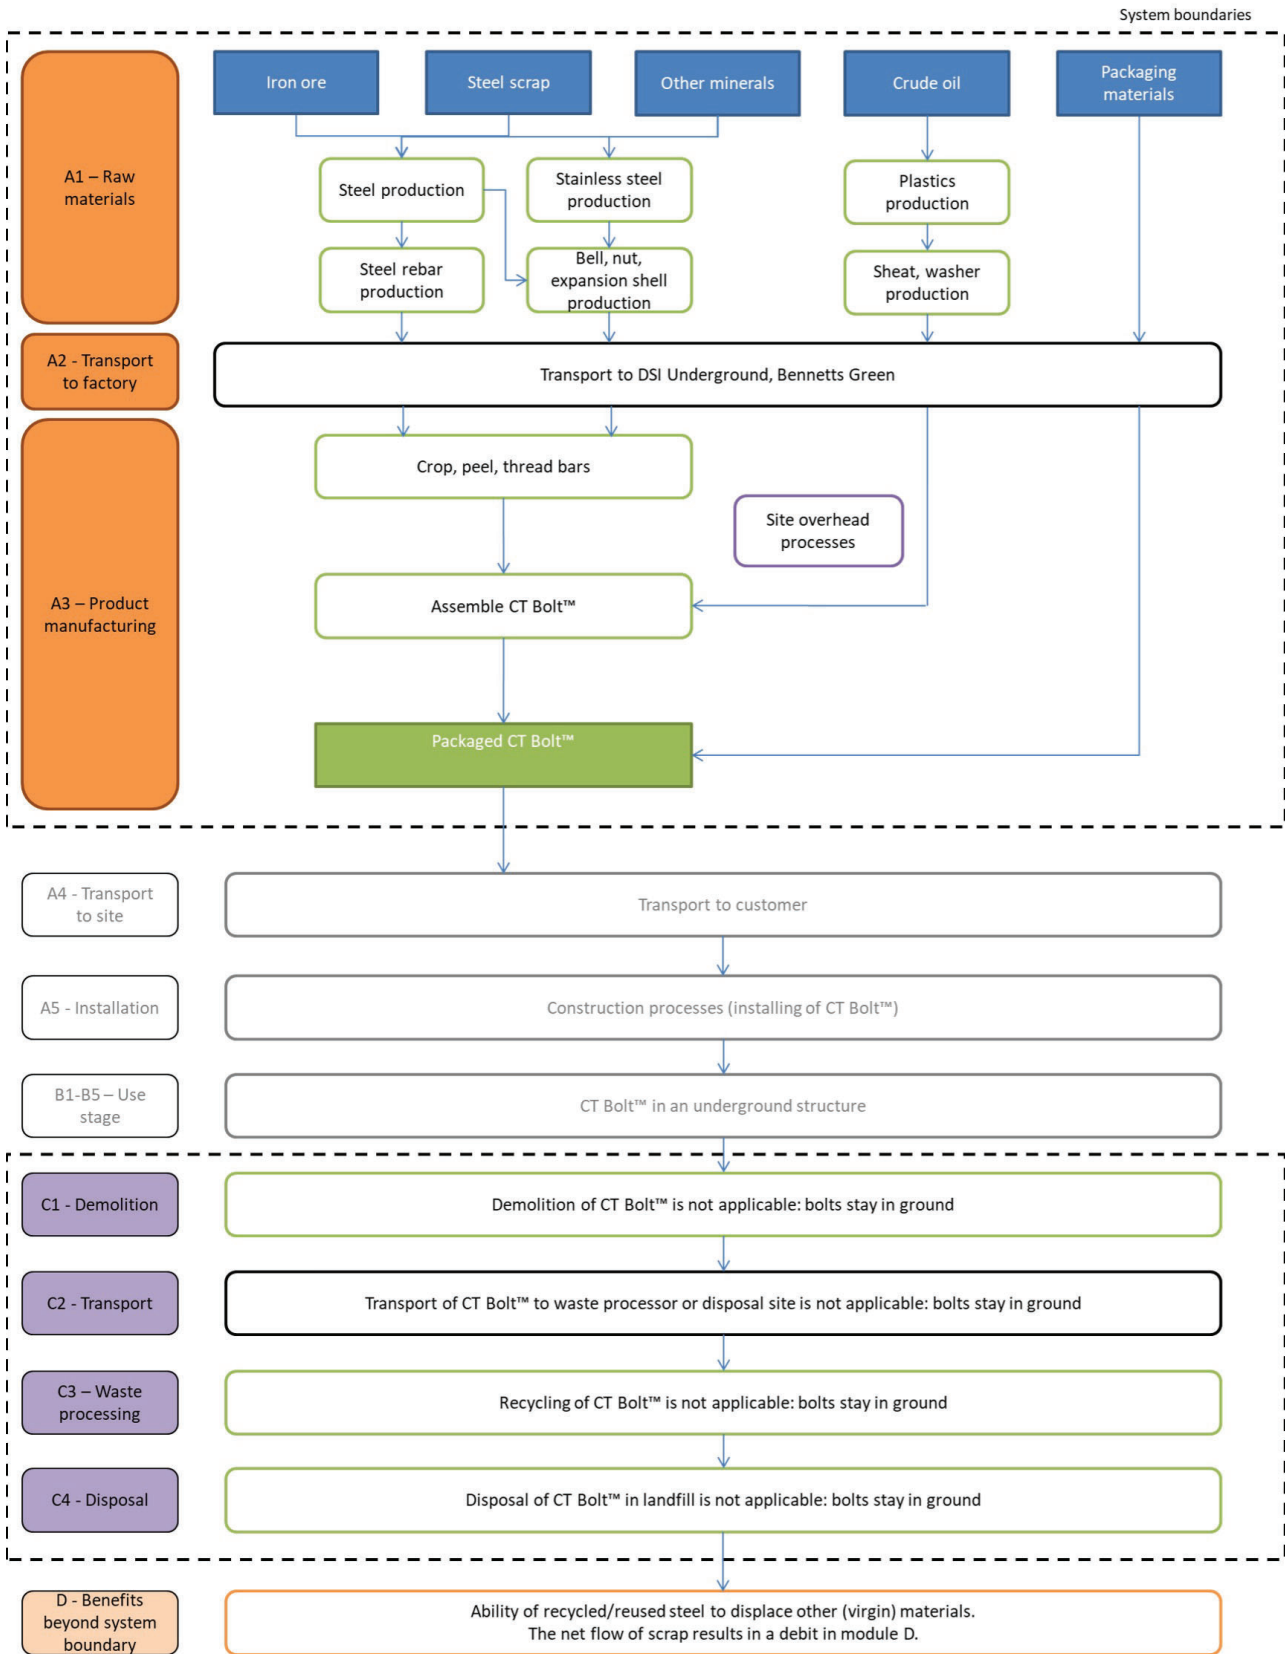 System boundaries
Iron ore
Steel scrap
Other minerals
Crude oil
Packaging
materials
A1 – Raw
materials
Steel production
Stainless steel
production
Plastics
production
Steel rebar
production
Bell, nut,
expansion shell
production
Sheat, washer
production
A2 - Transport
to factory
Transport to DSI Underground, Bennetts Green
A3 – Product
manufacturing
Crop, peel, thread bars
Site overhead
processes
Assemble CT Bolt™
Packaged CT Bolt™
A4 - Transport
to site
Transport to customer
A5 - Installation
Construction processes (installing of CT Bolt™)
B1-B5 – Use
stage
CT Bolt™ in an underground structure
C1 - Demolition
Demolition of CT Bolt™ is not applicable: bolts stay in ground
C2 - Transport
Transport of CT Bolt™ to waste processor or disposal site is not applicable: bolts stay in ground
C3 – Waste
processing
Recycling of CT Bolt™ is not applicable: bolts stay in ground
C4 - Disposal
Disposal of CT Bolt™ in landfill is not applicable: bolts stay in ground
D - Benefits
beyond system
boundary
Ability of recycled/reused steel to displace other (virgin) materials.
The net flow of scrap results in a debit in module D.